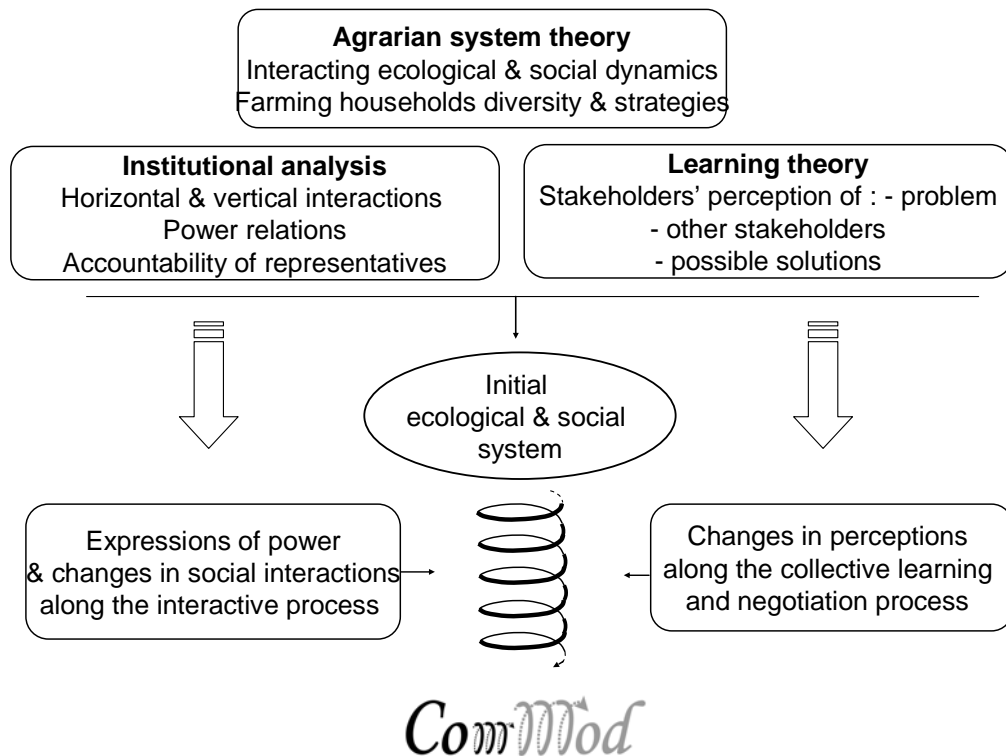 Agrarian system theory
Interacting ecological & social dynamics
Farming households diversity & strategies
Institutional analysis
Horizontal & vertical interactions
Power relations
Accountability of representatives
Learning theory
Stakeholders’ perception of : - problem
- other stakeholders
- possible solutions
Initial
ecological & social
system
Expressions of power
& changes in social interactions
along the interactive process
Changes in perceptions
along the collective learning
and negotiation process
ComMod